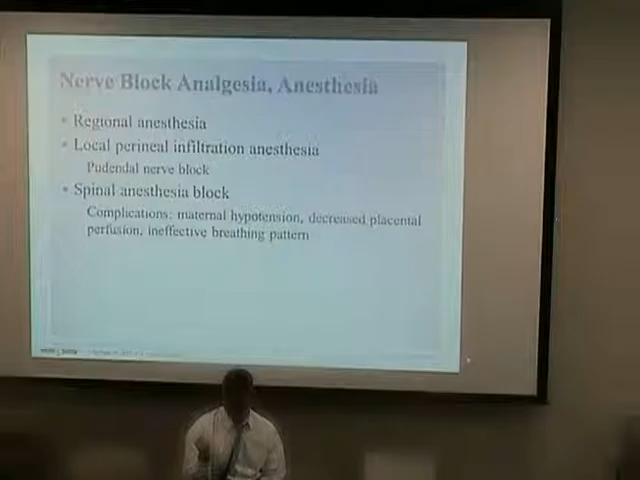 Nerve Block Analgesia, Anesthesia
• Regional anesthesia
• Local perineal infiltration anesthesia
Pudendal nerve block
• Spinal anesthesia block
Complications: maternal hypotension, decreased placental
perfusion, ineffective breathing pattern